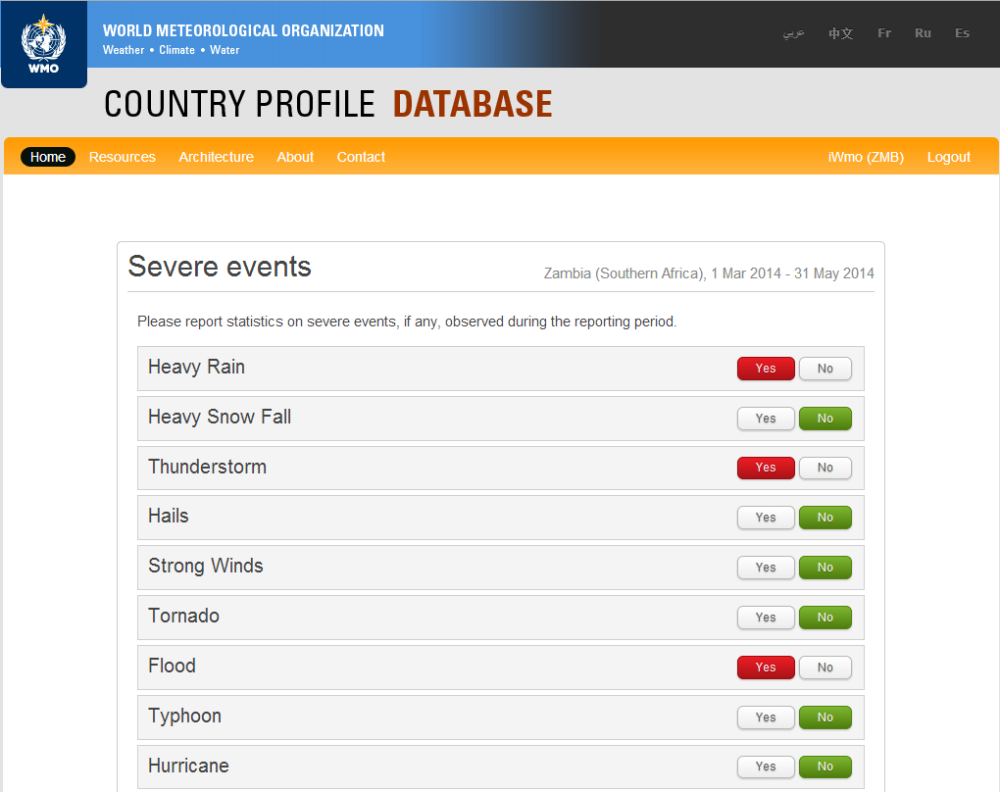 WORLD METEOROLOGICAL ORGANIZATION
Weather • Climate • Water
WMO
عربي 中文 Fr Ru Es
COUNTRY PROFILE DATABASE
Home Resources Architecture About Contact iWmo (ZMB) Logout
Severe events
Zambia (Southern Africa), 1 Mar 2014 - 31 May 2014
Please report statistics on severe events, if any, observed during the reporting period.
Heavy Rain Yes No
Heavy Snow Fall Yes No
Thunderstorm Yes No
Hails Yes No
Strong Winds Yes No
Tornado Yes No
Flood Yes No
Typhoon Yes No
Hurricane Yes No